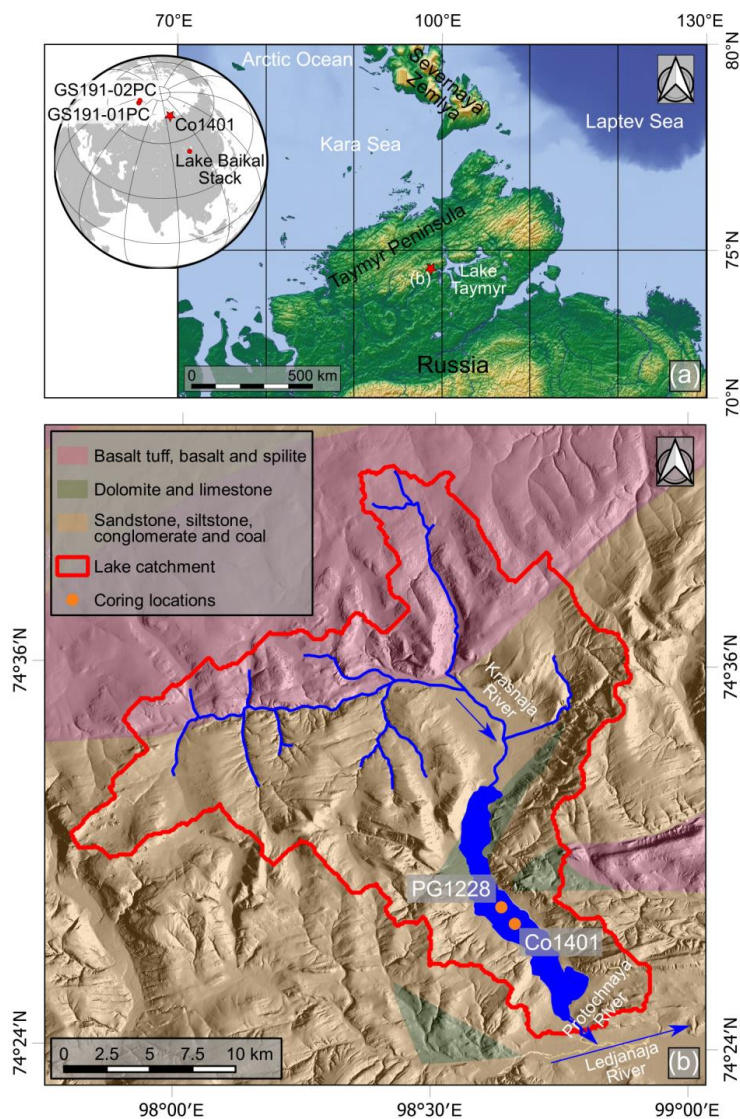 70°E
100°E
130°E
80°N
Arctic Ocean
Severnaya
Zemlya
GS191-02PC
GS191-01PC
Co1401
Laptev Sea
Kara Sea
Lake Baikal
Stack
Taymyr Peninsula
75°N
(b)
Lake
Taymyr
Russia
0 500 km
(a)
70°N
Basalt tuff, basalt and spilite
Dolomite and limestone
Sandstone, siltstone,
conglomerate and coal
Lake catchment
Coring locations
74°36'N
74°36'N
Krasnaja
River
PG1228
Co1401
Protochnaya
River
74°24'N
74°24'N
0 2.5 5 7.5 10 km
Ledjanaja
River
(b)
98°00'E
98°30'E
99°00'E